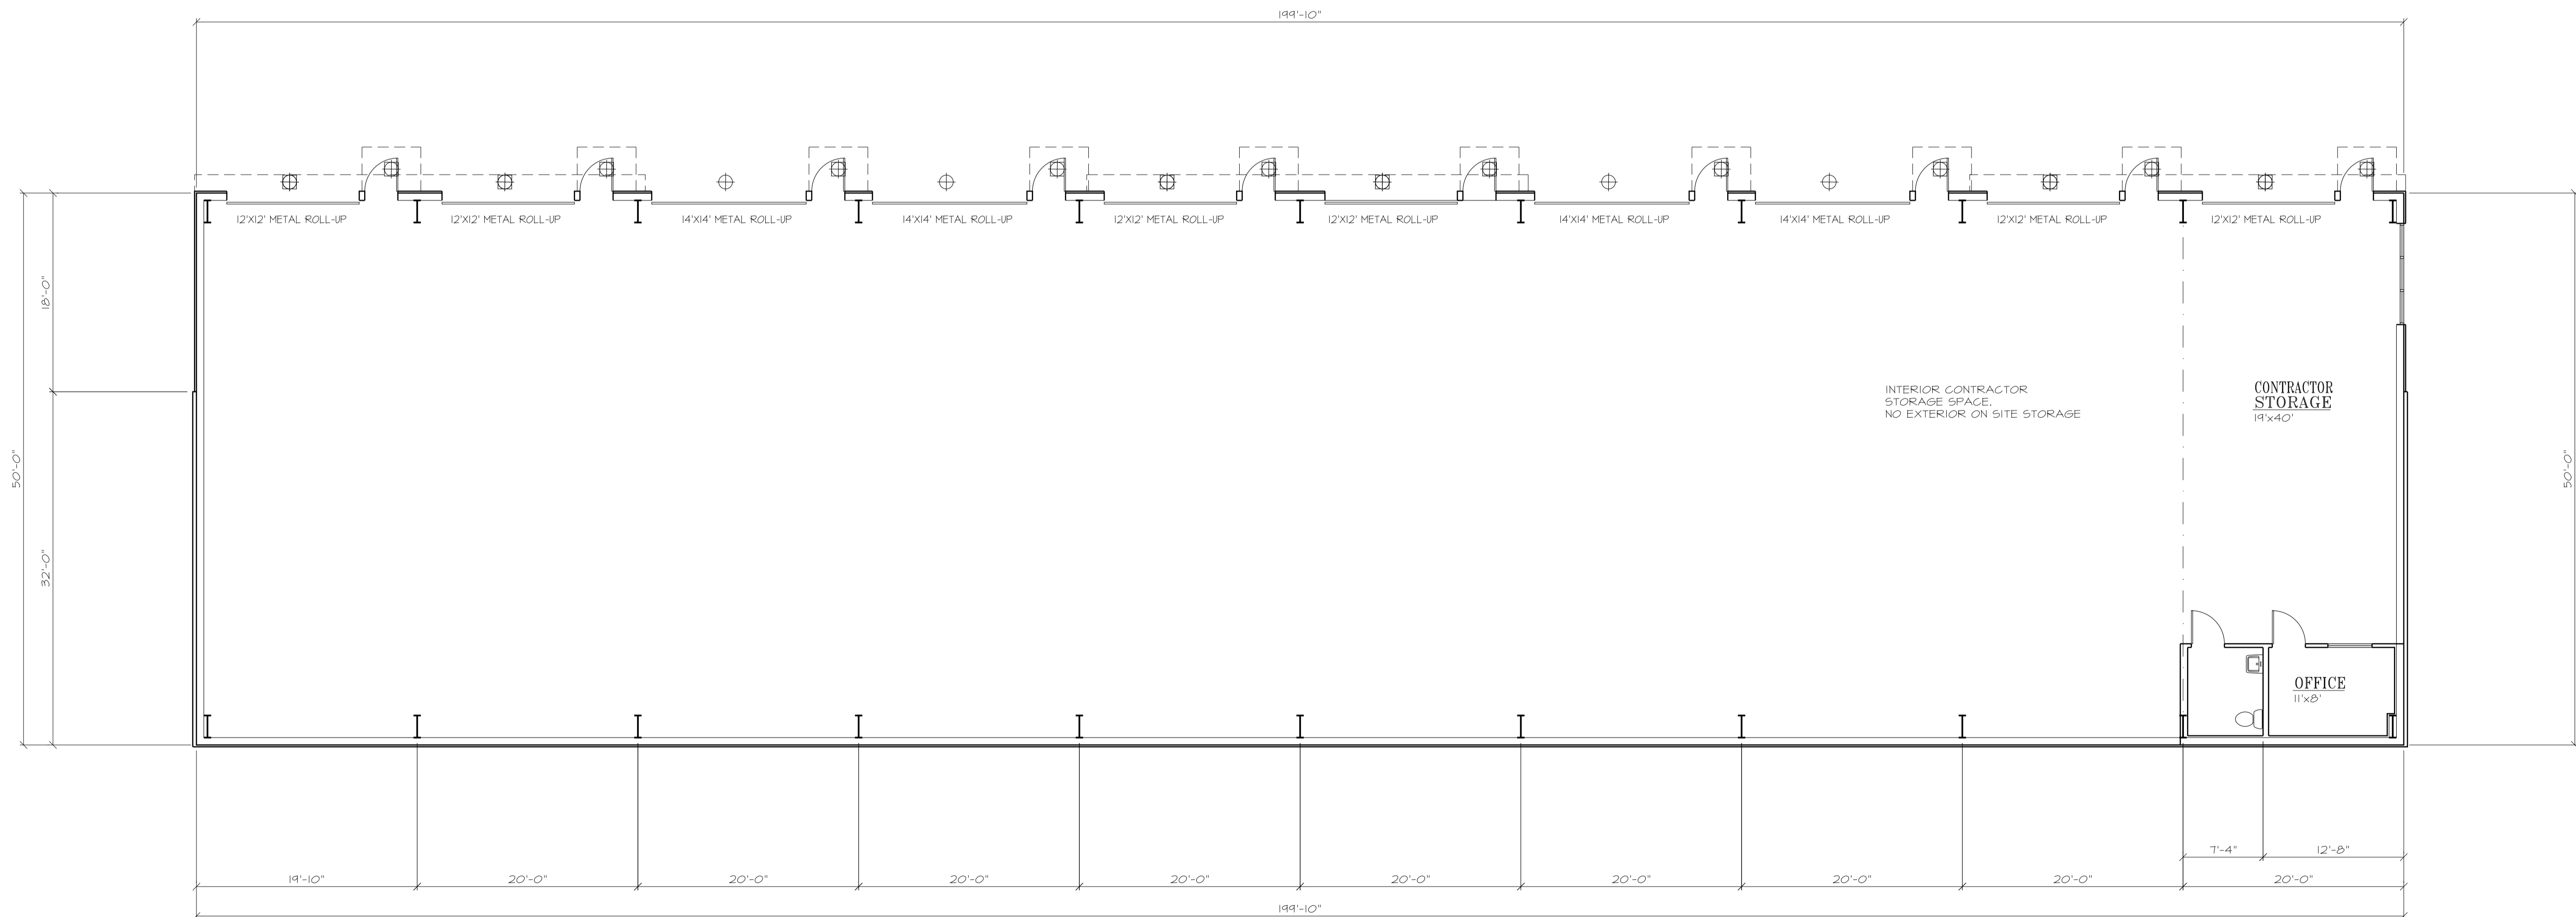 199'-10"
12'X12' METAL ROLL-UP
12'X12' METAL ROLL-UP
14'X14' METAL ROLL-UP
14'X14' METAL ROLL-UP
12'X12' METAL ROLL-UP
12'X12' METAL ROLL-UP
14'X14' METAL ROLL-UP
14'X14' METAL ROLL-UP
12'X12' METAL ROLL-UP
12'X12' METAL ROLL-UP
18'-0"
50'-0"
32'-0"
50'-0"
INTERIOR CONTRACTOR
STORAGE SPACE.
NO EXTERIOR ON SITE STORAGE
CONTRACTOR
STORAGE
19'x40'
OFFICE
11'x8'
7'-4"
12'-8"
19'-10"
20'-0"
20'-0"
20'-0"
20'-0"
20'-0"
20'-0"
20'-0"
20'-0"
20'-0"
199'-10"